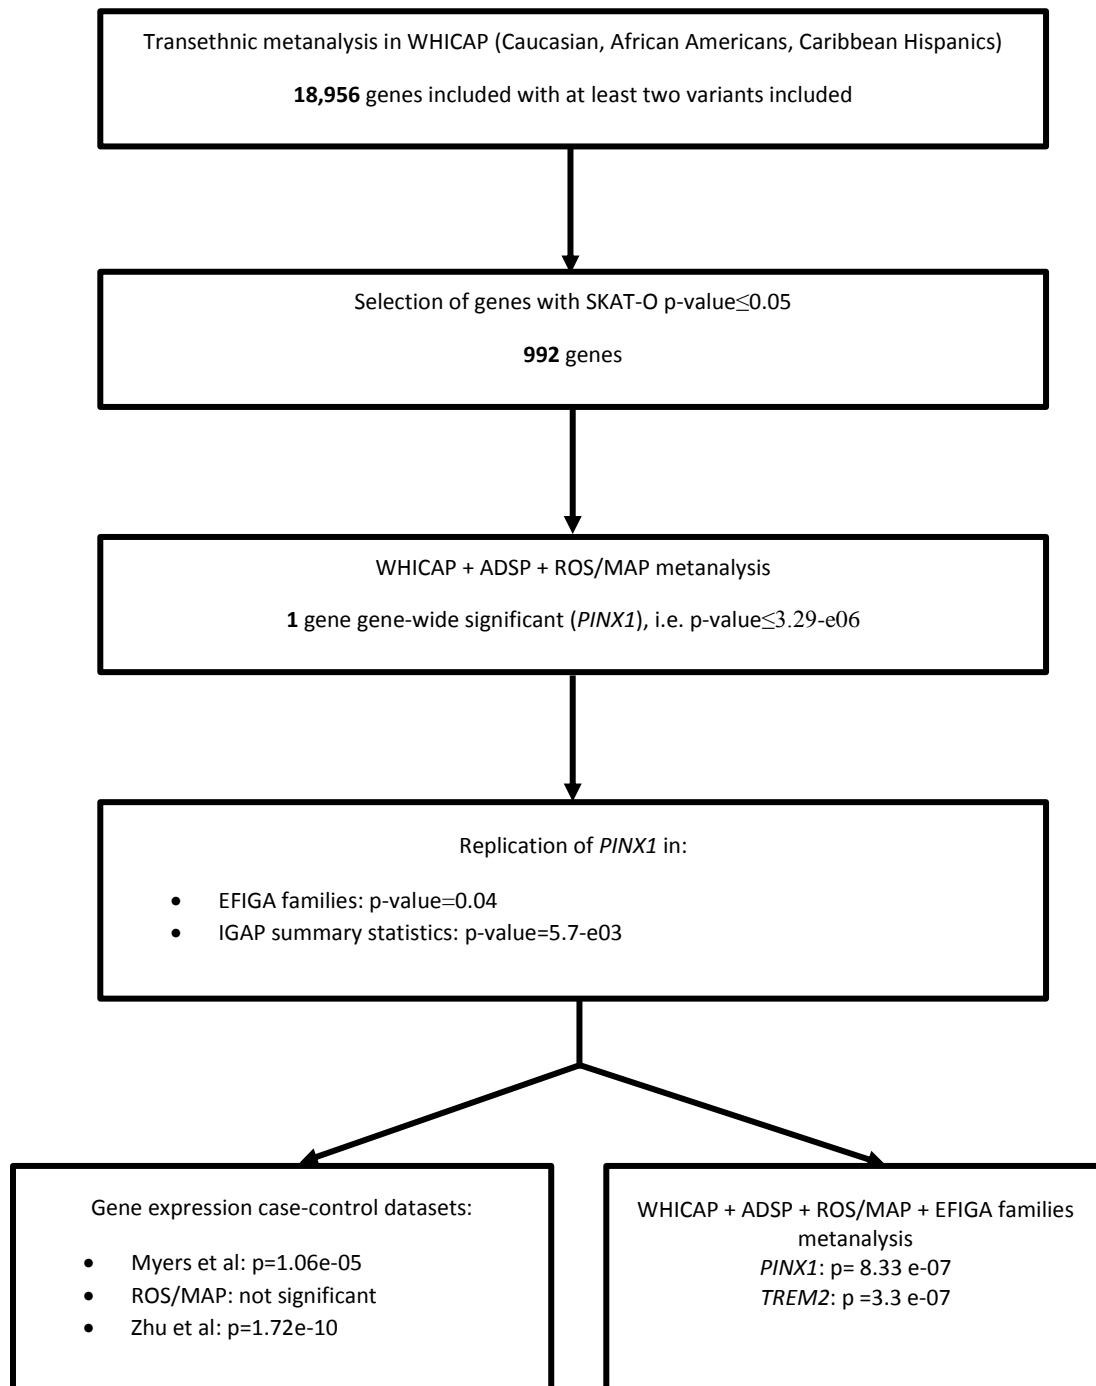 Transethnic metanalysis in WHICAP (Caucasian, African Americans, Caribbean Hispanics)
18,956 genes included with at least two variants included
Selection of genes with SKAT-O p-value≤0.05
992 genes
WHICAP + ADSP + ROS/MAP metanalysis
1 gene gene-wide significant (PINX1), i.e. p-value≤3.29-e06
Replication of PINX1 in:
• EFIGA families: p-value=0.04
• IGAP summary statistics: p-value=5.7-e03
Gene expression case-control datasets:
• Myers et al: p=1.06e-05
• ROS/MAP: not significant
• Zhu et al: p=1.72e-10
WHICAP + ADSP + ROS/MAP + EFIGA families
metanalysis
PINX1: p= 8.33 e-07
TREM2: p =3.3 e-07